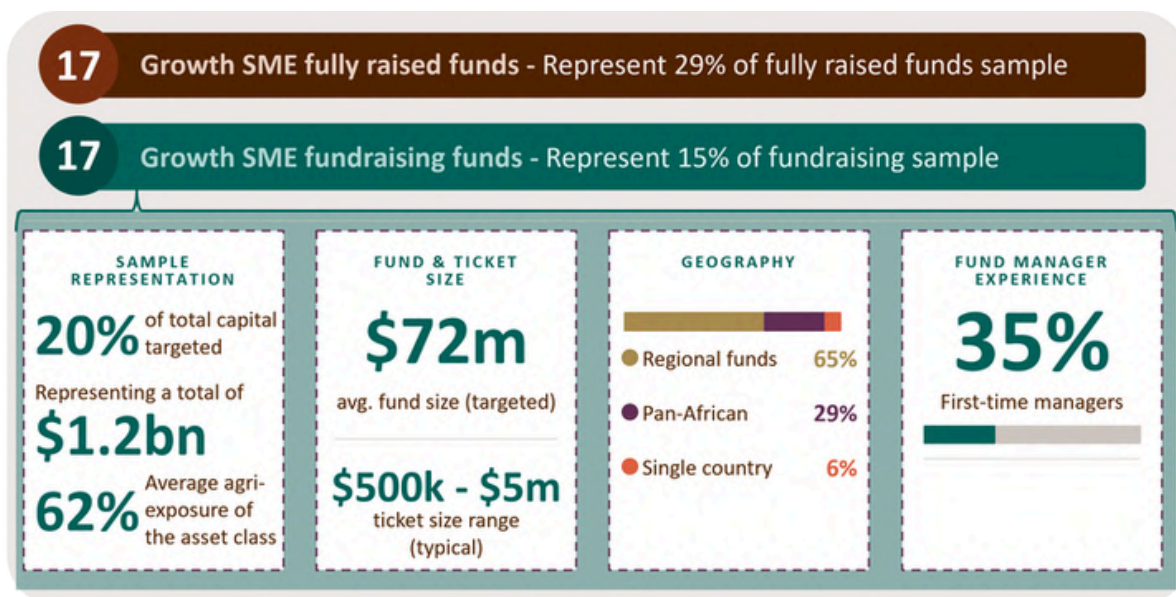 17 Growth SME fully raised funds - Represent 29% of fully raised funds sample
17 Growth SME fundraising funds - Represent 15% of fundraising sample
SAMPLE
REPRESENTATION
20% of total capital
targeted
Representing a total of
$1.2bn
62% Average agri-
exposure of
the asset class
FUND & TICKET
SIZE
$72m
avg. fund size (targeted)
$500k - $5m
ticket size range
(typical)
GEOGRAPHY
Regional funds 65%
Pan-African 29%
Single country 6%
FUND MANAGER
EXPERIENCE
35%
First-time managers